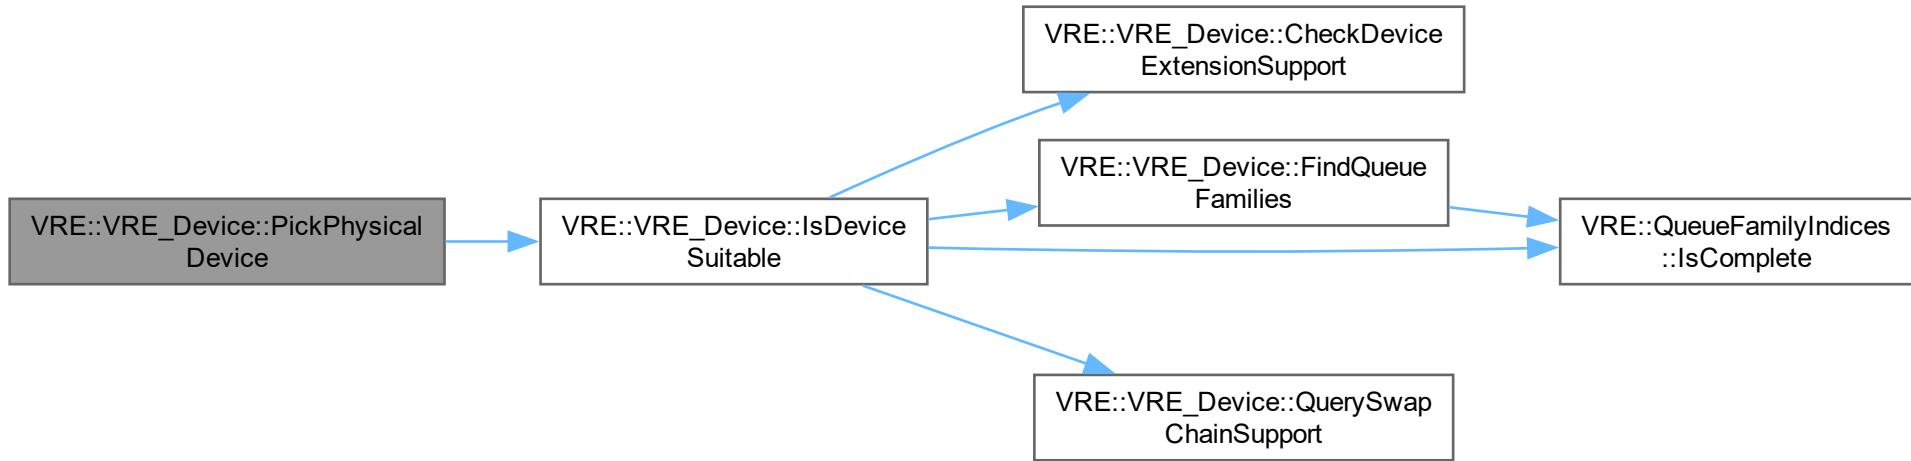 VRE::VRE_Device::PickPhysical
Device
VRE::VRE_Device::IsDevice
Suitable
VRE::VRE_Device::CheckDevice
ExtensionSupport
VRE::VRE_Device::FindQueue
Families
VRE::QueueFamilyIndices
::IsComplete
VRE::VRE_Device::QuerySwap
ChainSupport